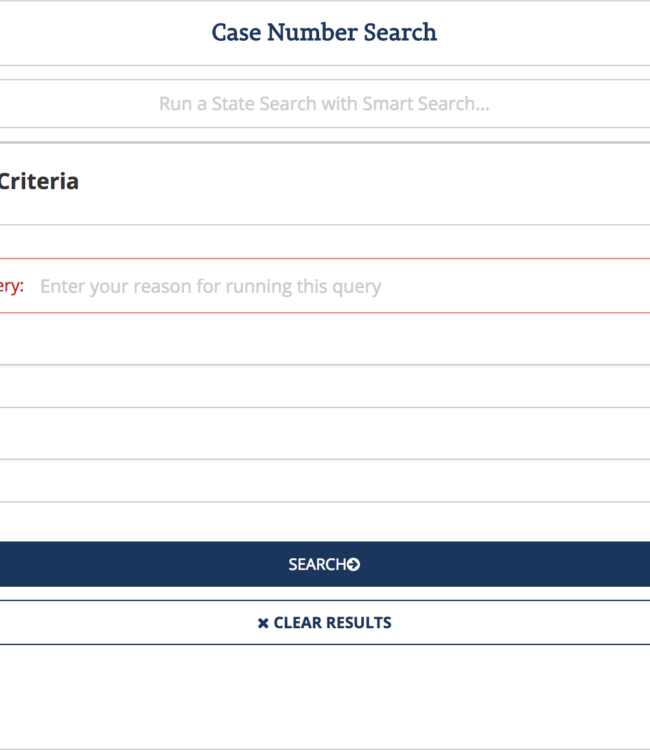 Case Number Search
Run a State Search with Smart Search...
Criteria
ery: Enter your reason for running this query
SEARCH
✖ CLEAR RESULTS